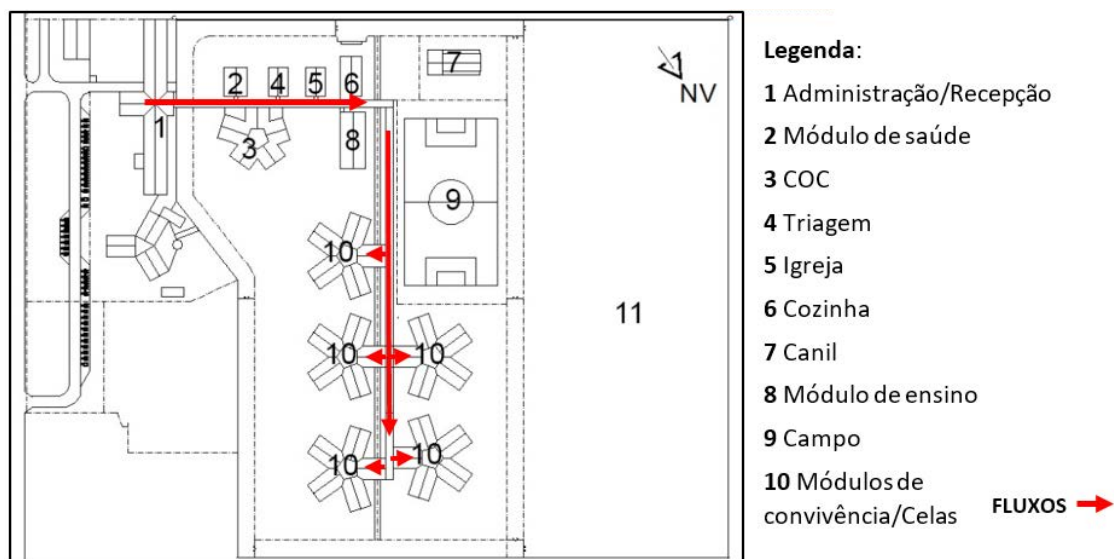 2
4
5
6
7
NV
1
3
8
9
10
10
10
10
10
11
Legenda:
1 Administração/Recepção
2 Módulo de saúde
3 COC
4 Triagem
5 Igreja
6 Cozinha
7 Canil
8 Módulo de ensino
9 Campo
10 Módulos de
convivência/Celas
FLUXOS